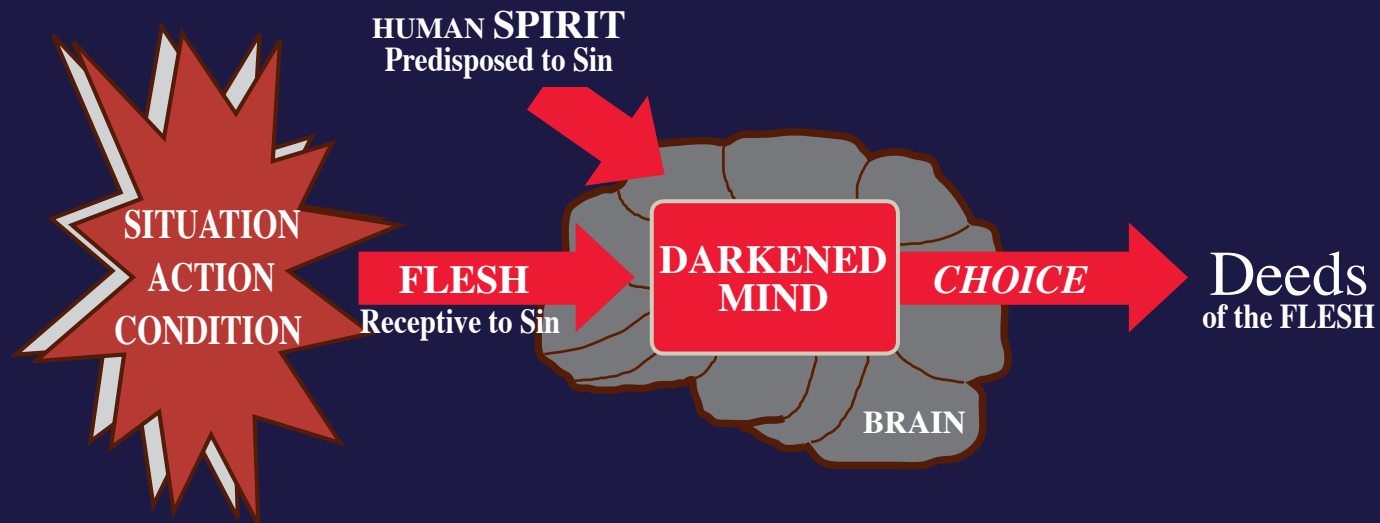 HUMAN SPIRIT
Predisposed to Sin
SITUATION
ACTION
CONDITION
FLESH
Receptive to Sin
DARKENED
MIND
CHOICE
Deeds
of the FLESH
BRAIN